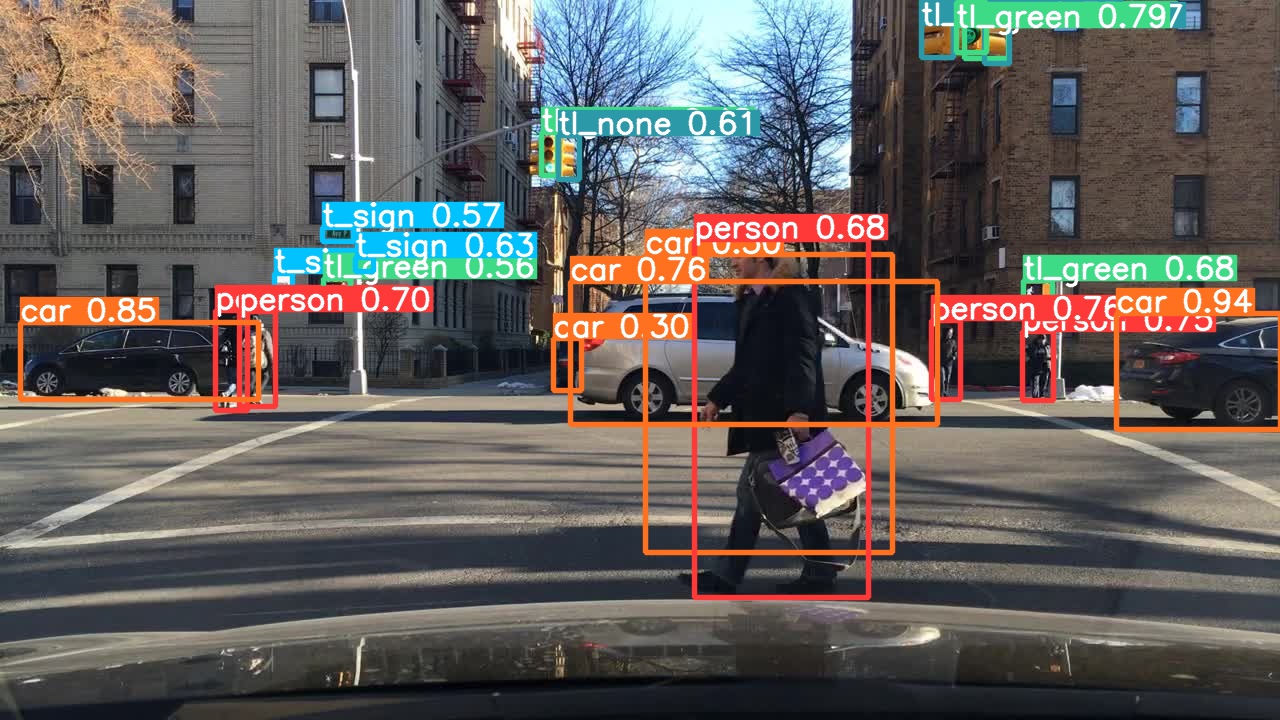 tl_green 0.797
tl_none 0.61
t_sign 0.57
person 0.68
t_sign 0.63
car 0.50
tl_green 0.56
car 0.76
tl_green 0.68
car 0.85
person 0.70
person 0.76
car 0.94
car 0.30
person 0.75